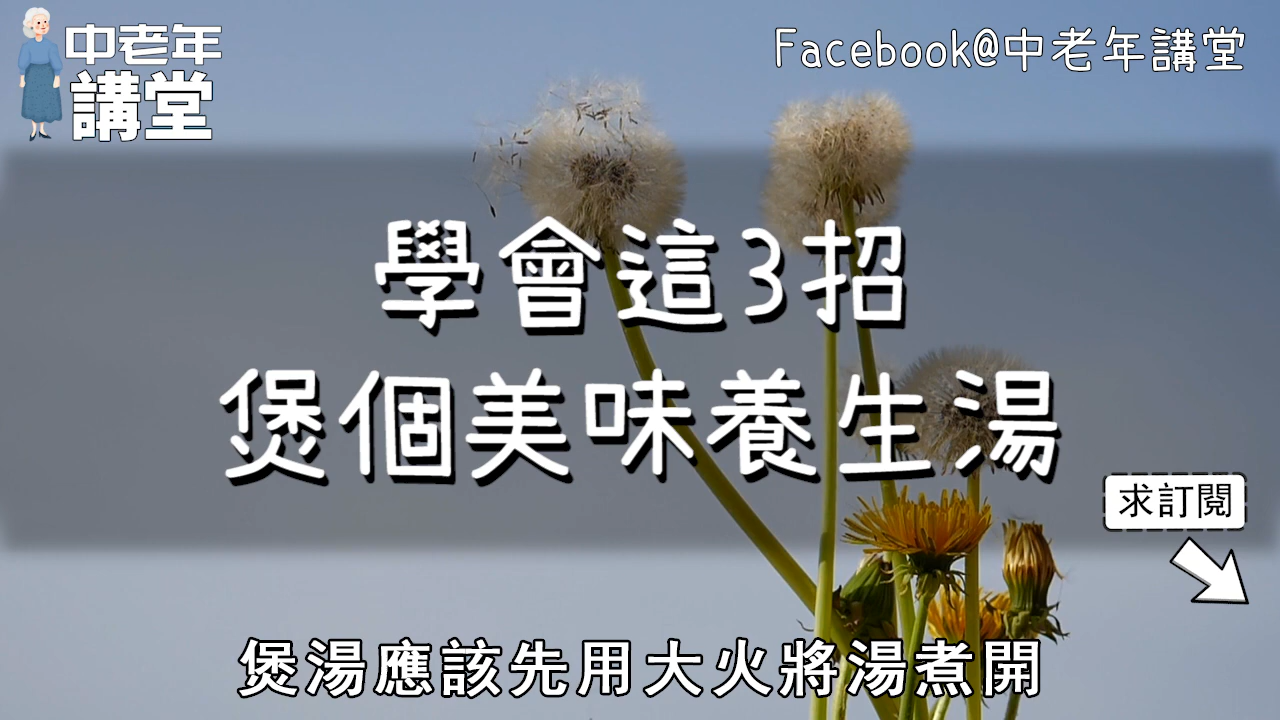 中老年
講堂
Facebook@中老年講堂
學會這3招
煲個美味養生湯
求訂閱
煲湯應該先用大火將湯煮開